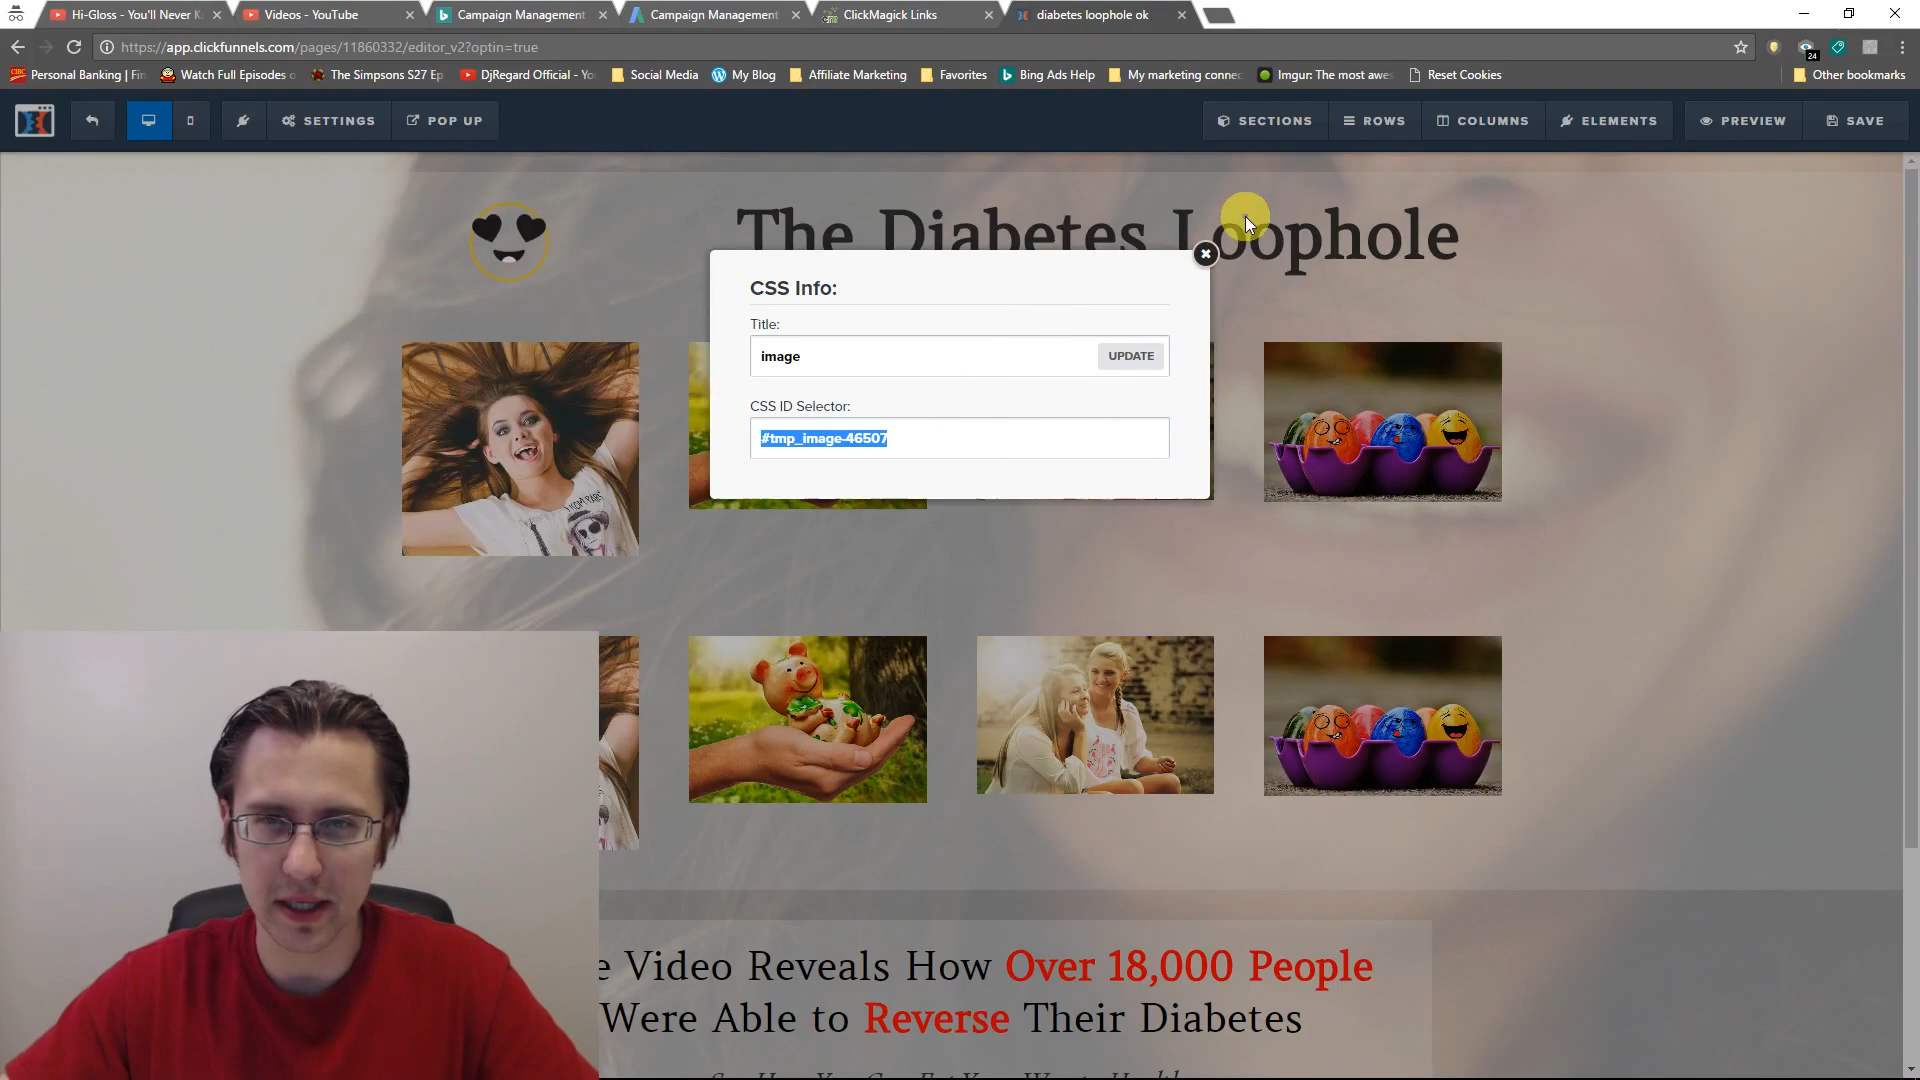 Hi-Gloss - You'll Never K
Videos - YouTube
Campaign Management
Campaign Management
ClickMagick Links
diabetes loophole ok
https://app.clickfunnels.com/pages/11860332/editor_v2?optin=true
24
CIBC Personal Banking | Fin
Watch Full Episodes o
The Simpsons S27 Ep
DjRegard Official - Yo
Social Media
My Blog
Affiliate Marketing
Favorites
Bing Ads Help
My marketing connec
Imgur: The most awes
Reset Cookies
Other bookmarks
SETTINGS
POP UP
SECTIONS
ROWS
COLUMNS
ELEMENTS
PREVIEW
SAVE
The Diabetes Loophole
CSS Info:
Title:
image
UPDATE
CSS ID Selector:
#tmp_image-46507
e Video Reveals How Over 18,000 People
Were Able to Reverse Their Diabetes